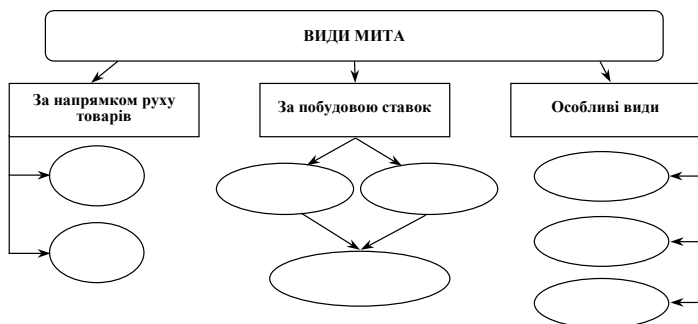 ВИДИ МИТА
За напрямком руху
товарів
За побудовою ставок
Особливі види